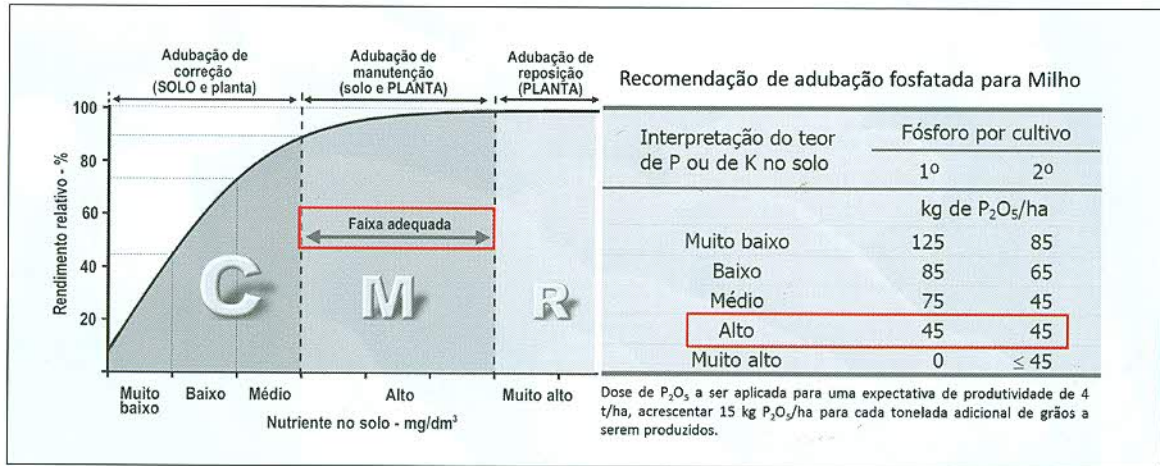 Adubação de
correção
(SOLO e planta)
Adubação de
manutenção
(solo e PLANTA)
Adubação de
reposição
(PLANTA)
Rendimento relativo - %
100
80
60
40
20
Faixa adequada
C
M
R
Muito
baixo
Baixo
Médio
Alto
Muito alto
Nutriente no solo - mg/dm³
Recomendação de adubação fosfatada para Milho
Interpretação do teor
de P ou de K no solo
Fósforo por cultivo
1º 2º
kg de P₂O₅/ha
Muito baixo 125 85
Baixo 85 65
Médio 75 45
Alto 45 45
Muito alto 0 ≤ 45
Dose de P₂O₅ a ser aplicada para uma expectativa de produtividade de 4
t/ha, acrescentar 15 kg P₂O₅/ha para cada tonelada adicional de grãos a
serem produzidos.